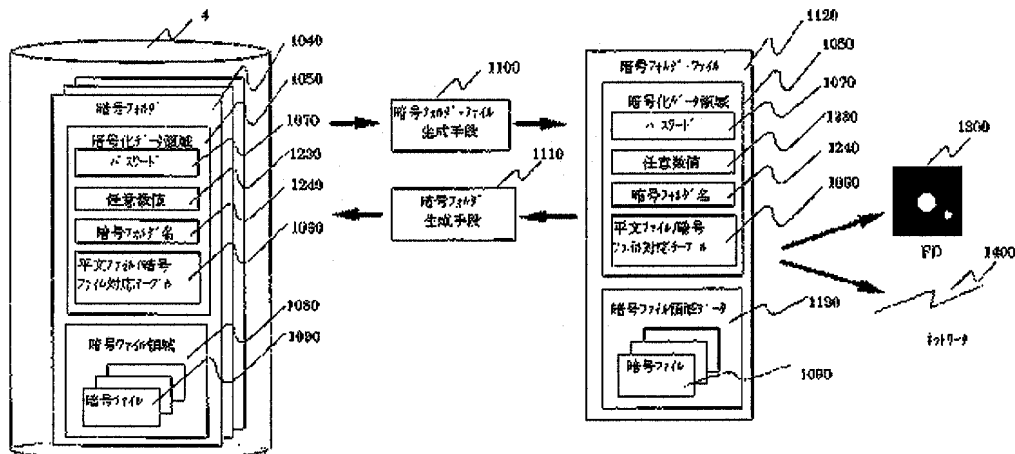 4
1040
1050
暗号フォルダ
暗号化データ領域
1070
パスワード
1230
任意数値
1240
暗号フォルダ名
1060
平文ファイル/暗号
ファイル対応テーブル
1080
暗号ファイル領域
1090
暗号ファイル
1100
暗号フォルダ・ファイル
生成手段
1110
暗号フォルダ
生成手段
1120
暗号フォルダ・ファイル
1050
暗号化データ領域
1070
パスワード
任意数値
1240
暗号フォルダ名
1060
平文ファイル/暗号
ファイル対応テーブル
暗号ファイル領域データ
1190
暗号ファイル
1090
1300
FD
1400
ネットワーク